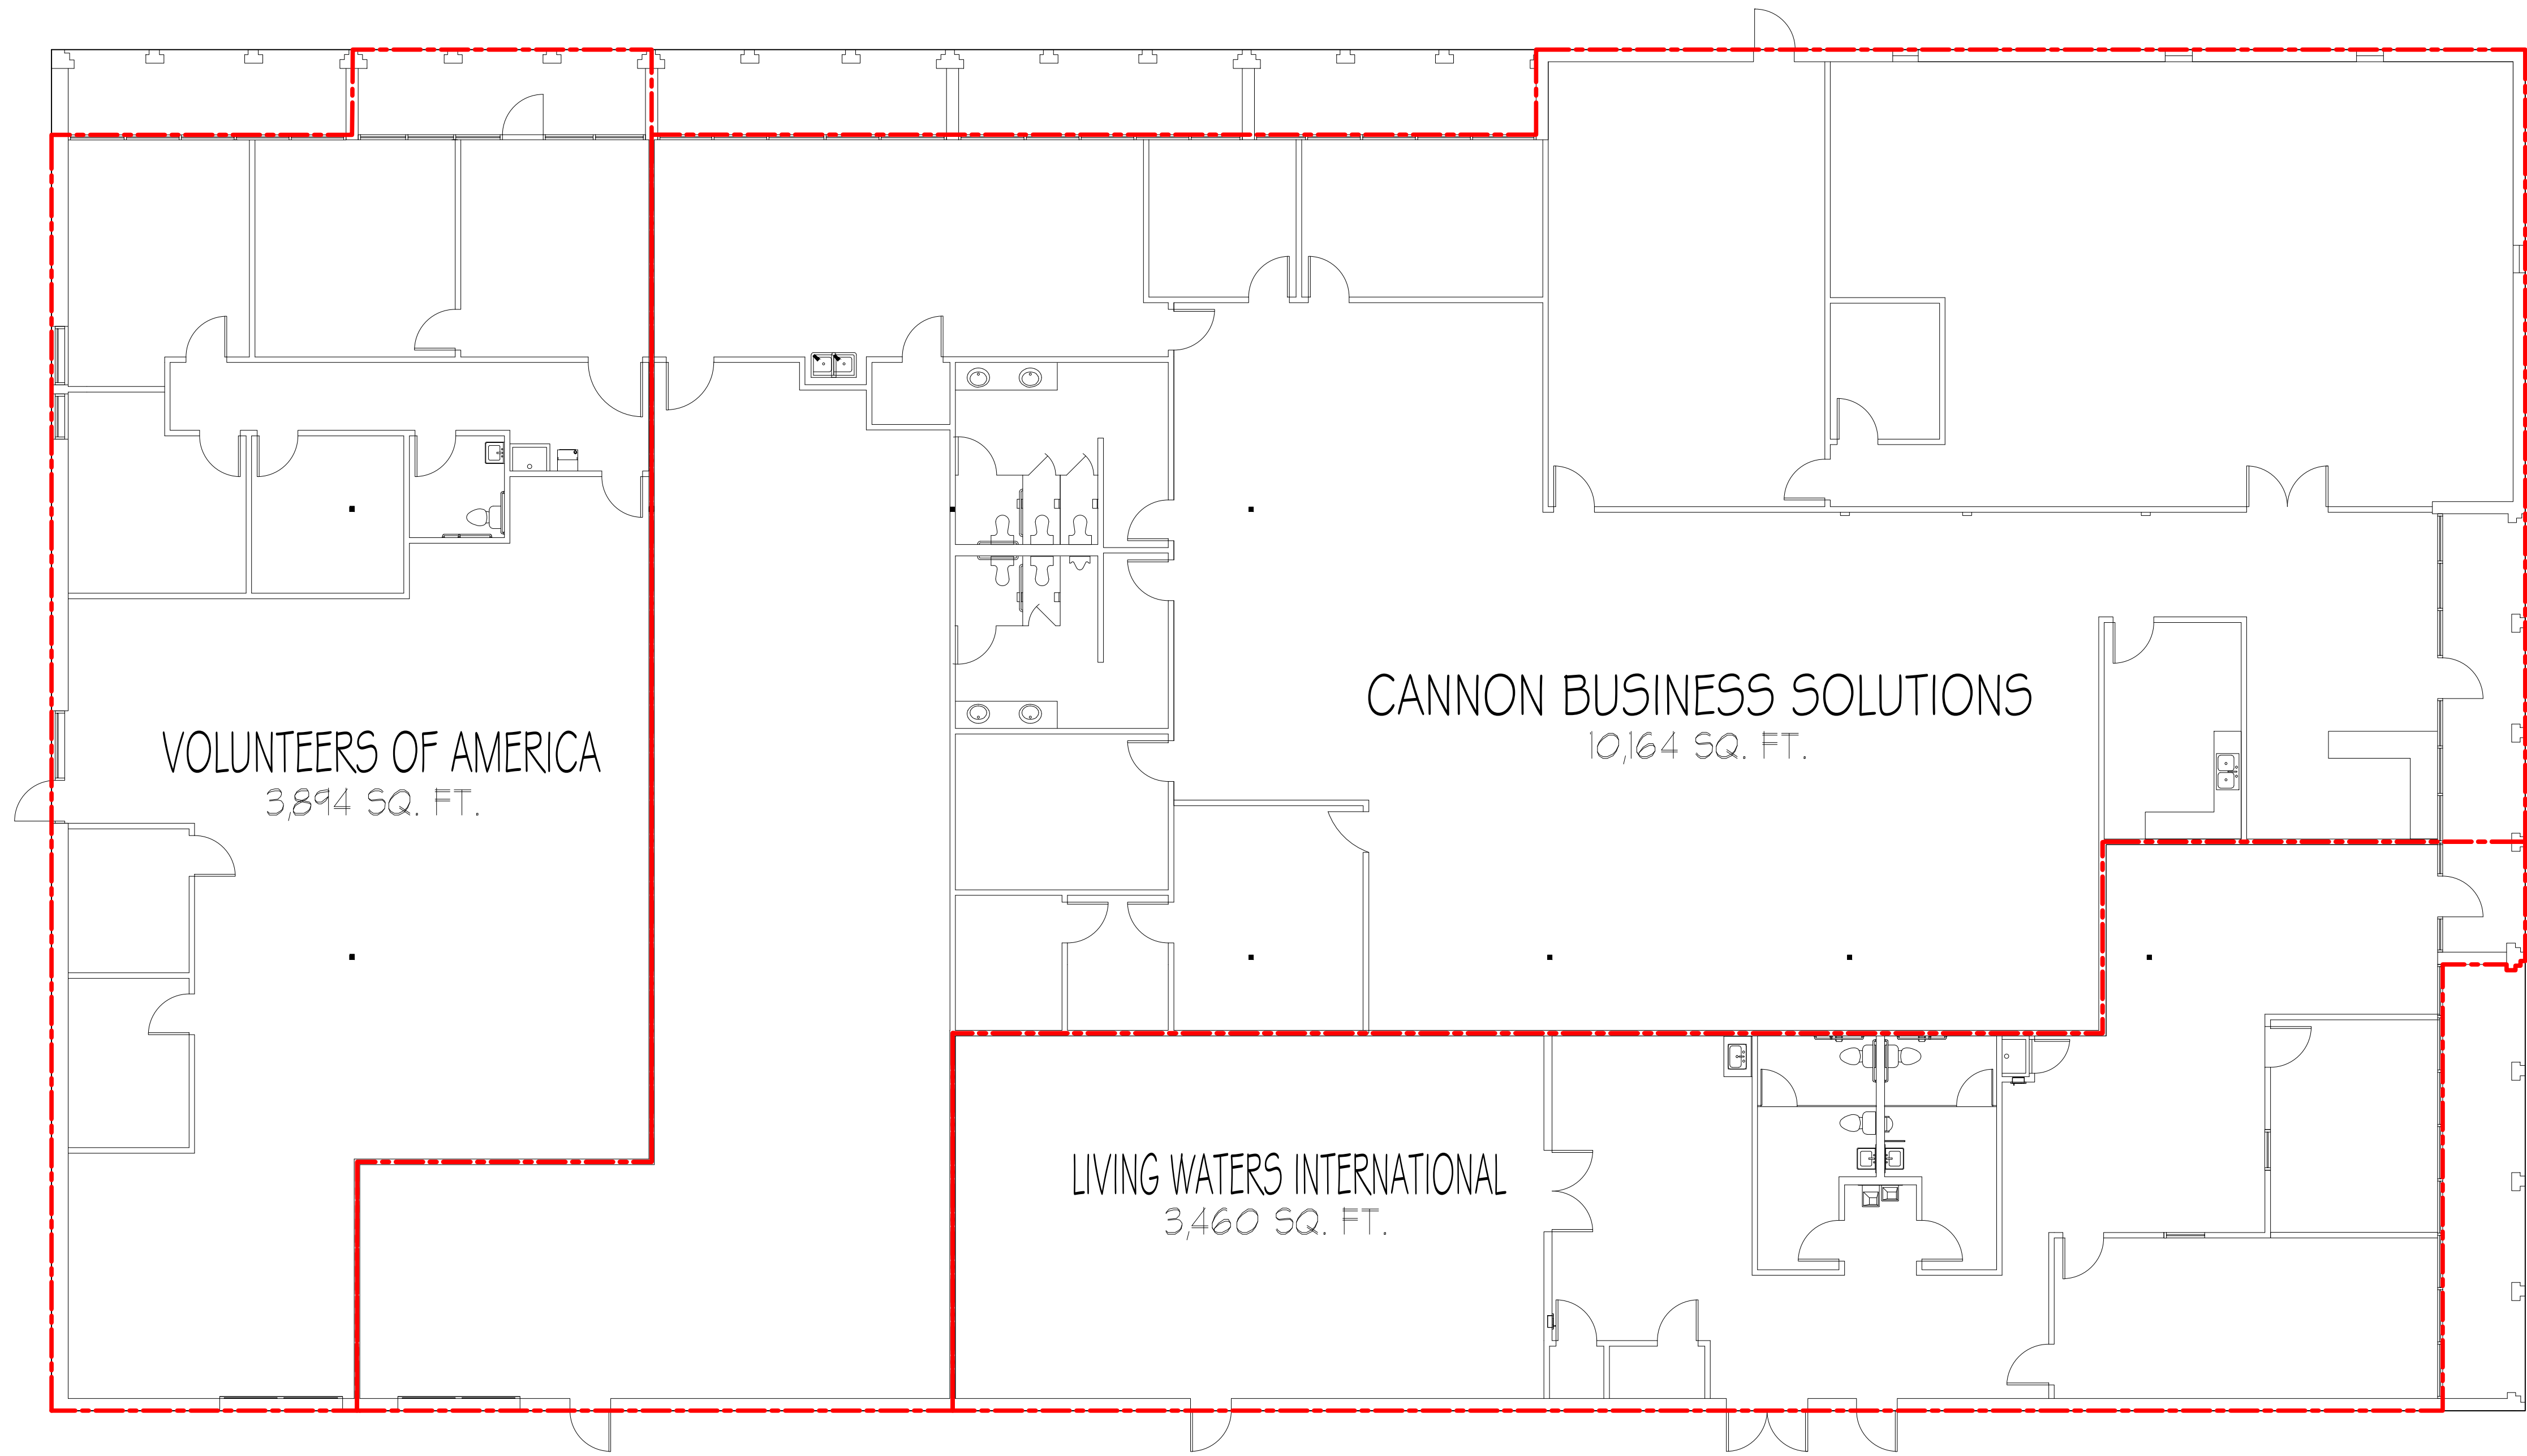 CANNON BUSINESS SOLUTIONS
10,164 SQ. FT.
VOLUNTEERS OF AMERICA
3,894 SQ. FT.
LIVING WATERS INTERNATIONAL
3,460 SQ. FT.